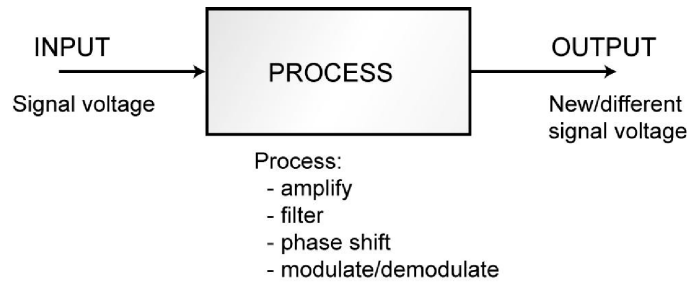 INPUT
Signal voltage
PROCESS
OUTPUT
New/different
signal voltage
Process:
- amplify
- filter
- phase shift
- modulate/demodulate